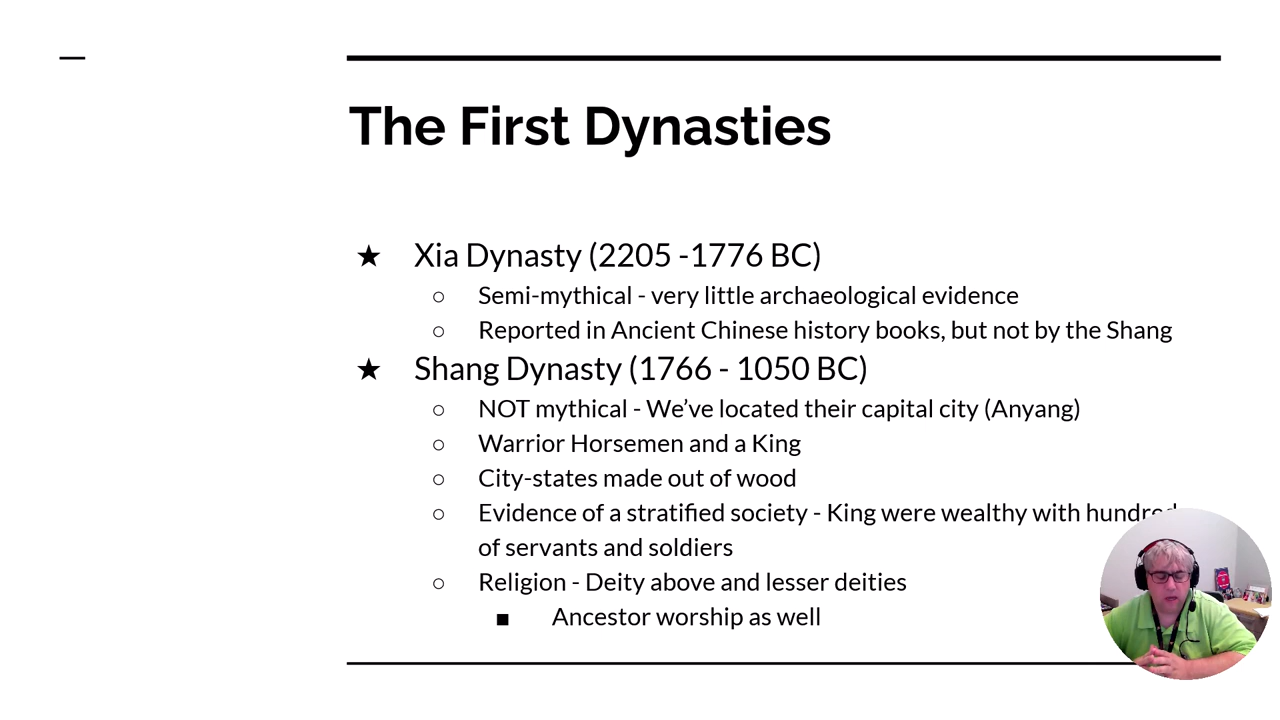 The First Dynasties
★ Xia Dynasty (2205 -1776 BC)
○ Semi-mythical - very little archaeological evidence
○ Reported in Ancient Chinese history books, but not by the Shang
★ Shang Dynasty (1766 - 1050 BC)
○ NOT mythical - We've located their capital city (Anyang)
○ Warrior Horsemen and a King
○ City-states made out of wood
○ Evidence of a stratified society - King were wealthy with
of servants and soldiers
○ Religion - Deity above and lesser deities
■ Ancestor worship as well